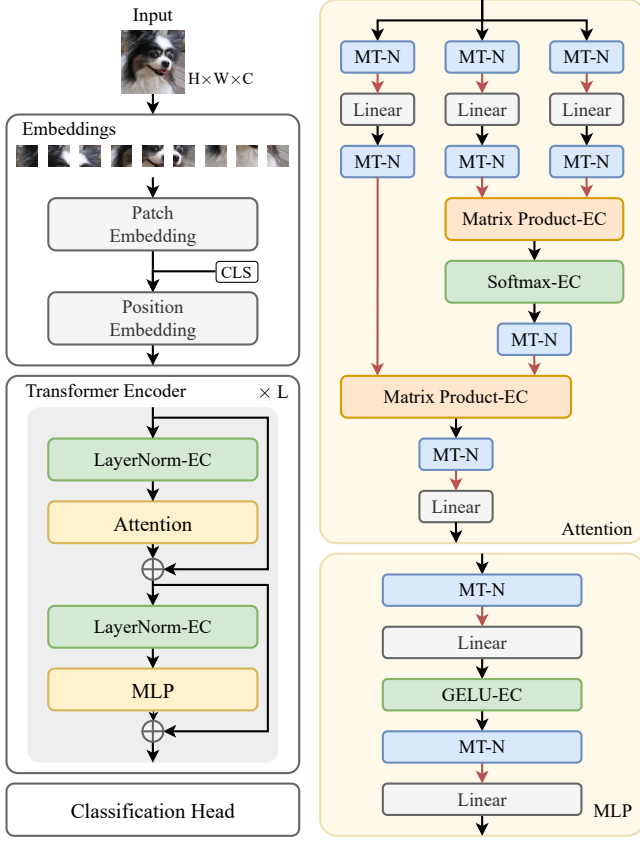 Input
H×W×C
Embeddings
Patch
Embedding
CLS
Position
Embedding
Transformer Encoder
× L
LayerNorm-EC
Attention
LayerNorm-EC
MLP
Classification Head
MT-N
MT-N
MT-N
Linear
Linear
Linear
MT-N
MT-N
MT-N
Matrix Product-EC
Softmax-EC
MT-N
Matrix Product-EC
MT-N
Linear
Attention
MT-N
Linear
GELU-EC
MT-N
Linear
MLP